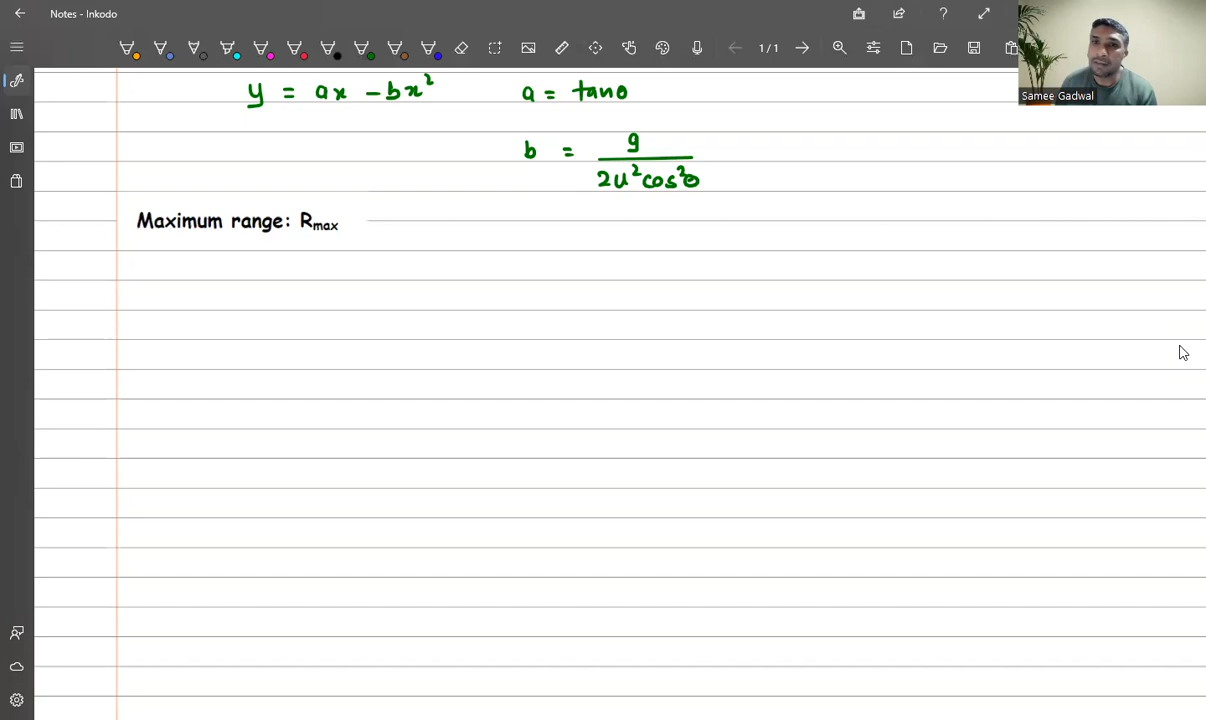 Notes - Inkodo
1 / 1
Samee Gadwal
y = ax - bx² a = tanθ
b = g / 2u²cos²θ
Maximum range: Rmax